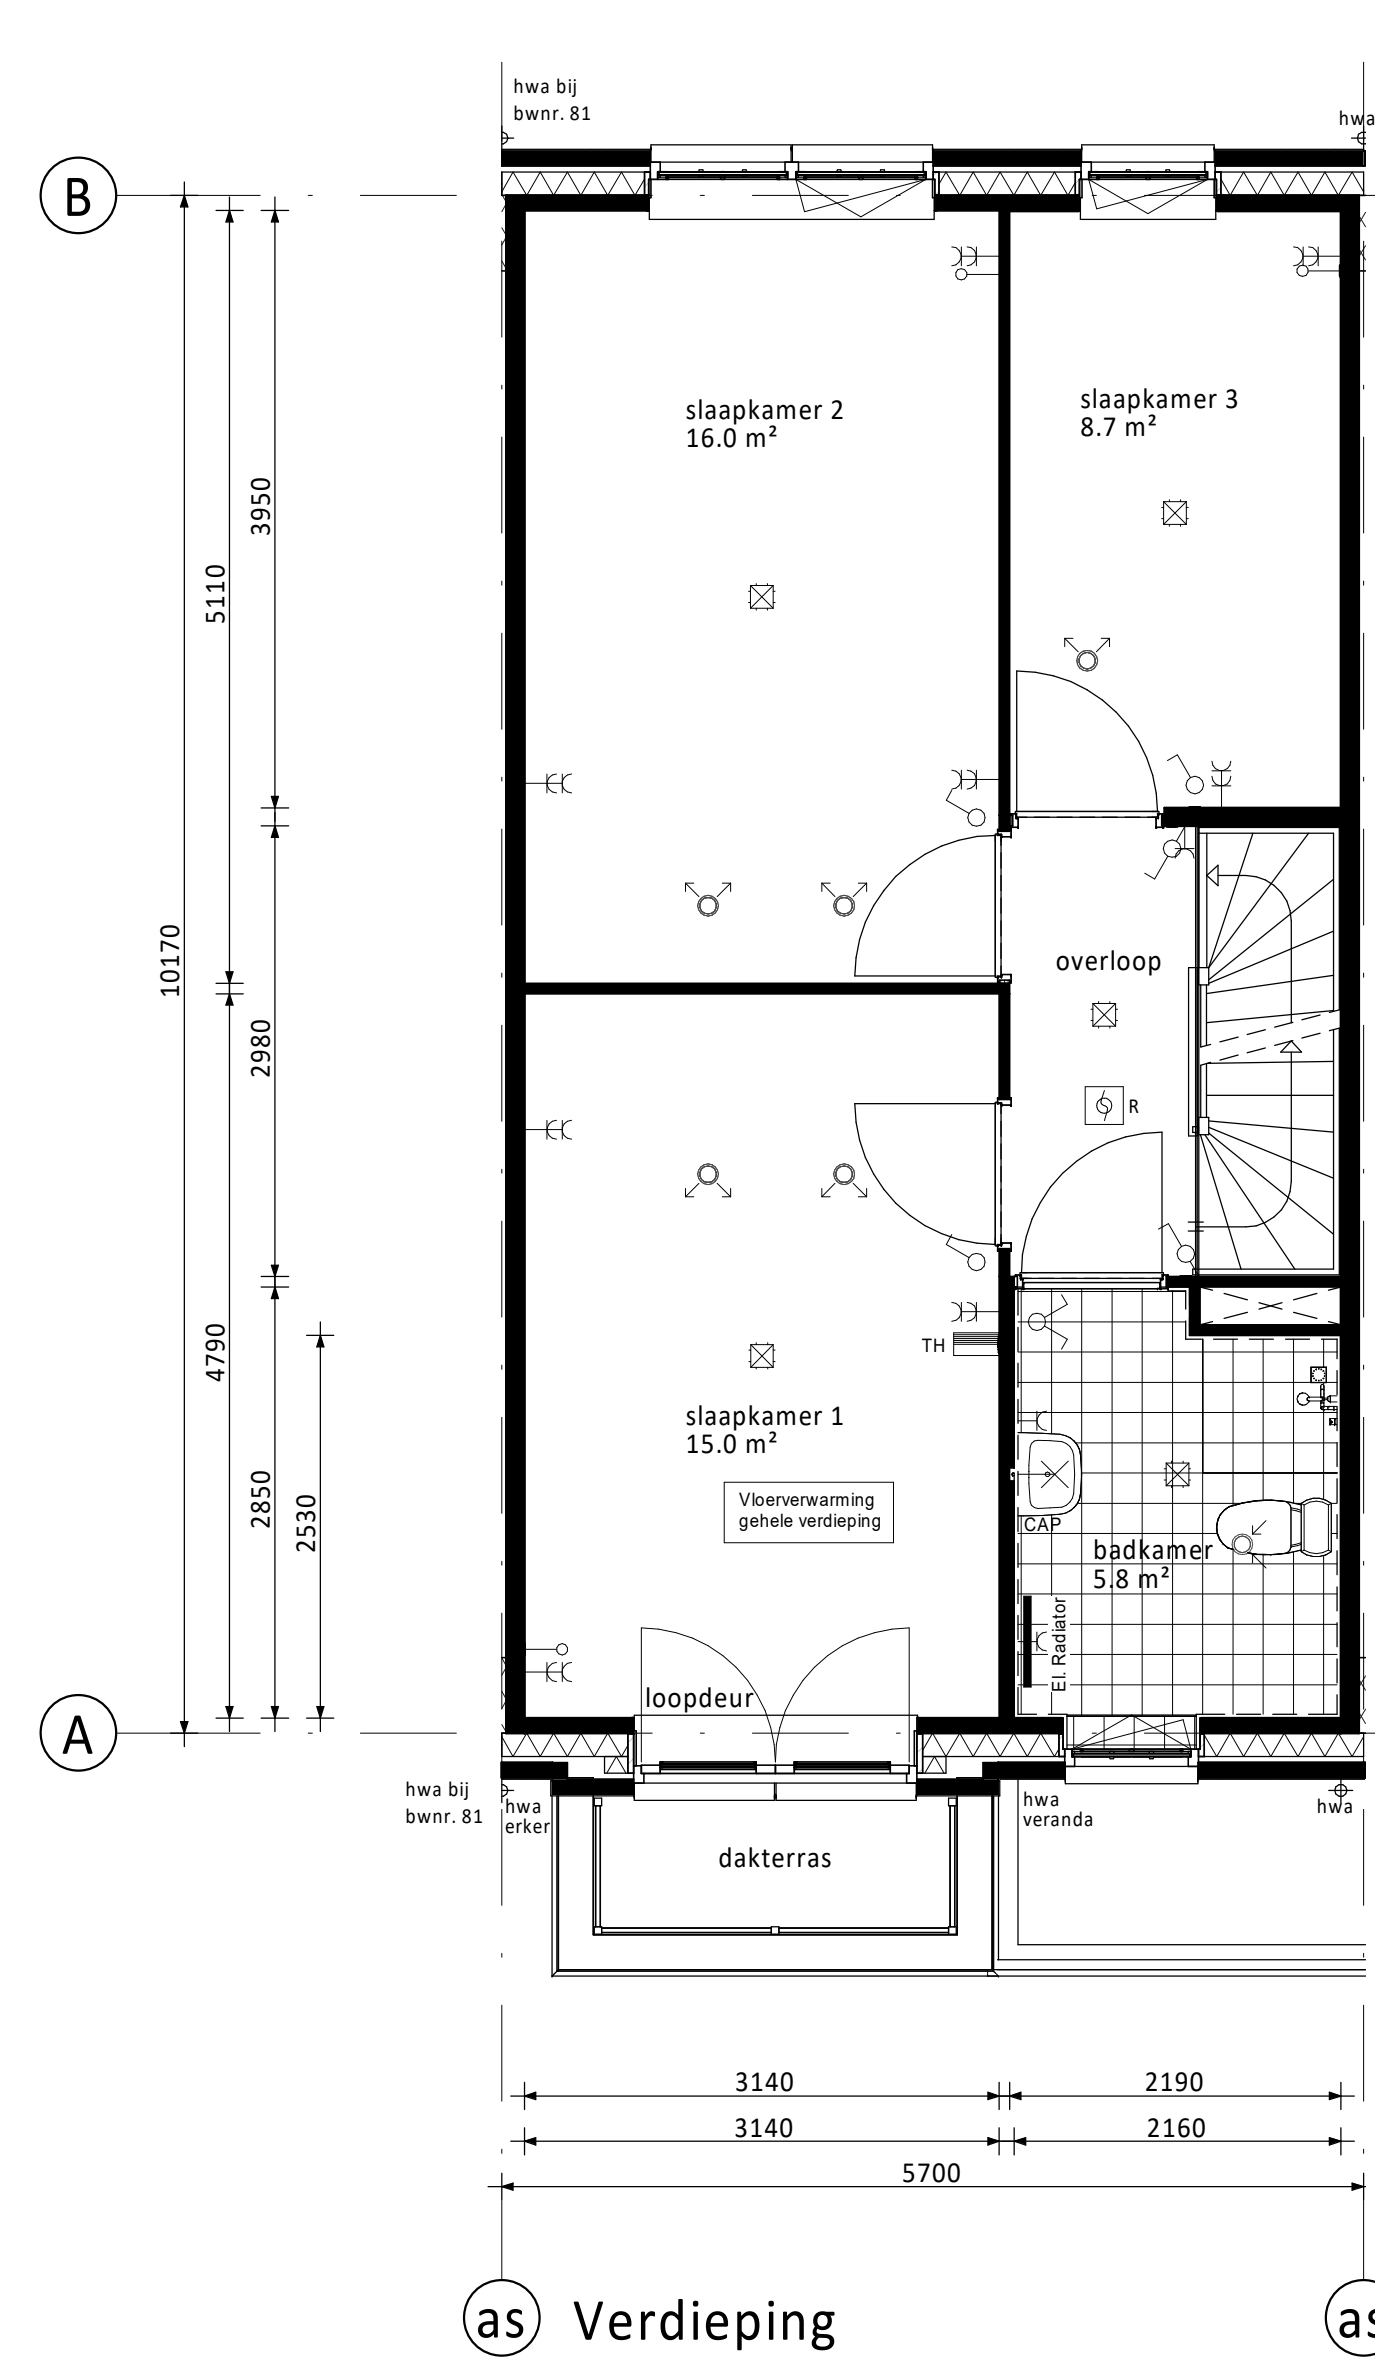 hwa bij
bwnr. 81
hwa
B
slaapkamer 2
16.0 m²
slaapkamer 3
8.7 m²
3950
5110
10170
overloop
2980
R
4790
TH
slaapkamer 1
15.0 m²
2850
2530
Vloerverwarming
gehele verdieping
CAP
badkamer
5.8 m²
El. Radiator
loopdeur
A
hwa bij
bwnr. 81
hwa
erker
hwa
veranda
hwa
dakterras
3140 2190
3140 2160
5700
as Verdieping as